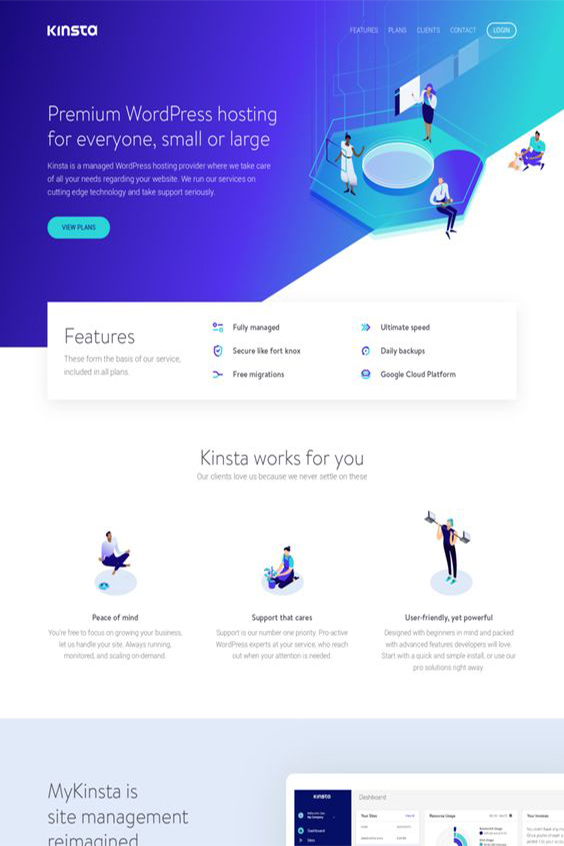 KINSTA
FEATURES PLANS CLIENTS CONTACT LOGIN
Premium WordPress hosting
for everyone, small or large
Kinsta is a managed WordPress hosting provider where we take care
of all your needs regarding your website. We run our services on
cutting edge technology and take support seriously.
VIEW PLANS
Features
These form the basis of our service,
included in all plans.
Fully managed
Secure like fort knox
Free migrations
Ultimate speed
Daily backups
Google Cloud Platform
Kinsta works for you
Our clients love us because we never settle on these
Peace of mind
You're free to focus on growing your business,
let us handle your site. Always running,
monitored, and scaling on-demand.
Support that cares
Support is our number one priority. Pro-active
WordPress experts at your service, who reach
out when your attention is needed.
User-friendly, yet powerful
Designed with beginners in mind and packed
with advanced features developers will love.
Start with a quick and simple install, or use our
pro solutions right away.
MyKinsta is
site management
reimagined
KINSTA
Dashboard
Sites
Dashboard
Your Sites
Resource Usage
Your Invoices